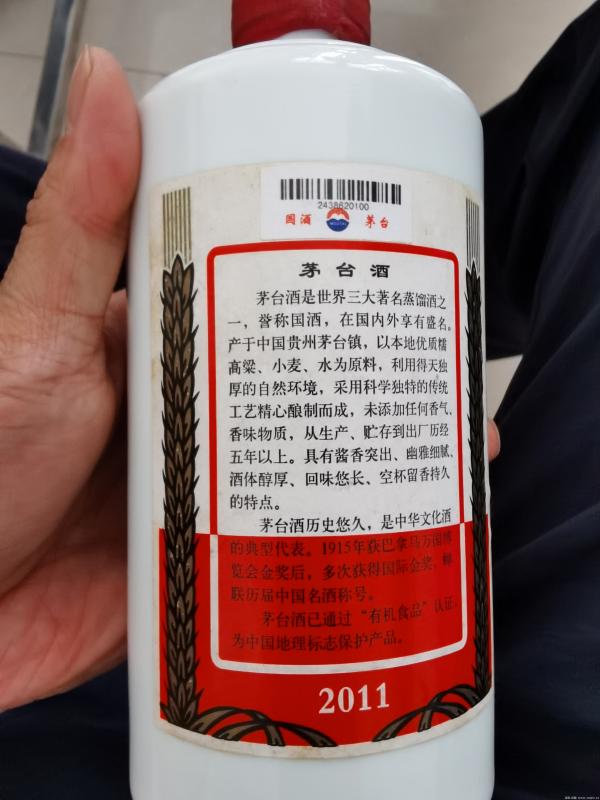 2438620100
国酒 茅台
茅台酒
茅台酒是世界三大著名蒸馏酒之
一，誉称国酒，在国内外享有盛名。
产于中国贵州茅台镇，以本地优质糯
高粱、小麦、水为原料，利用得天独
厚的自然环境，采用科学独特的传统
工艺精心酿制而成，未添加任何香气、
香味物质，从生产、贮存到出厂历经
五年以上。具有酱香突出、幽雅细腻、
酒体醇厚、回味悠长、空杯留香持久
的特点。
茅台酒历史悠久，是中华文化酒
的典型代表。1915年获巴拿马万国博
览会金奖后，多次获得国际金奖，蝉
联历届中国名酒称号。
茅台酒已通过“有机食品”认证，
为中国地理标志保护产品。
2011